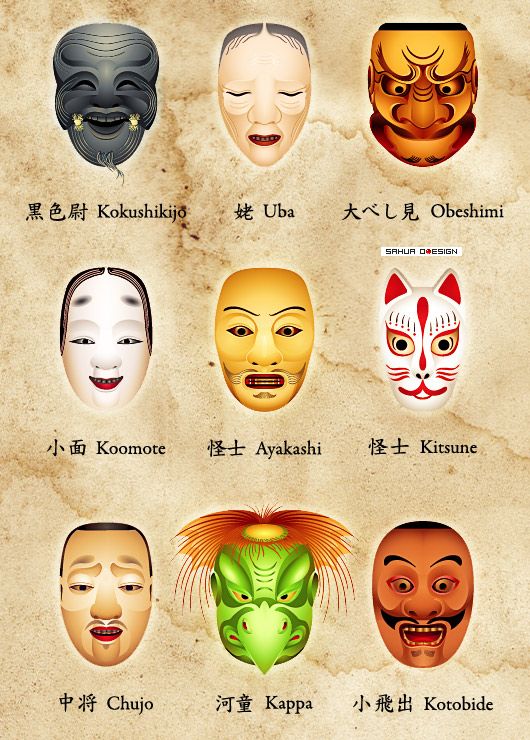 黒色尉 Kokushikijo
姥 Uba
大べし見 Obeshimi
SAHUA DESIGN
小面 Koomote
怪士 Ayakashi
怪士 Kitsune
中将 Chujo
河童 Kappa
小飛出 Kotobide